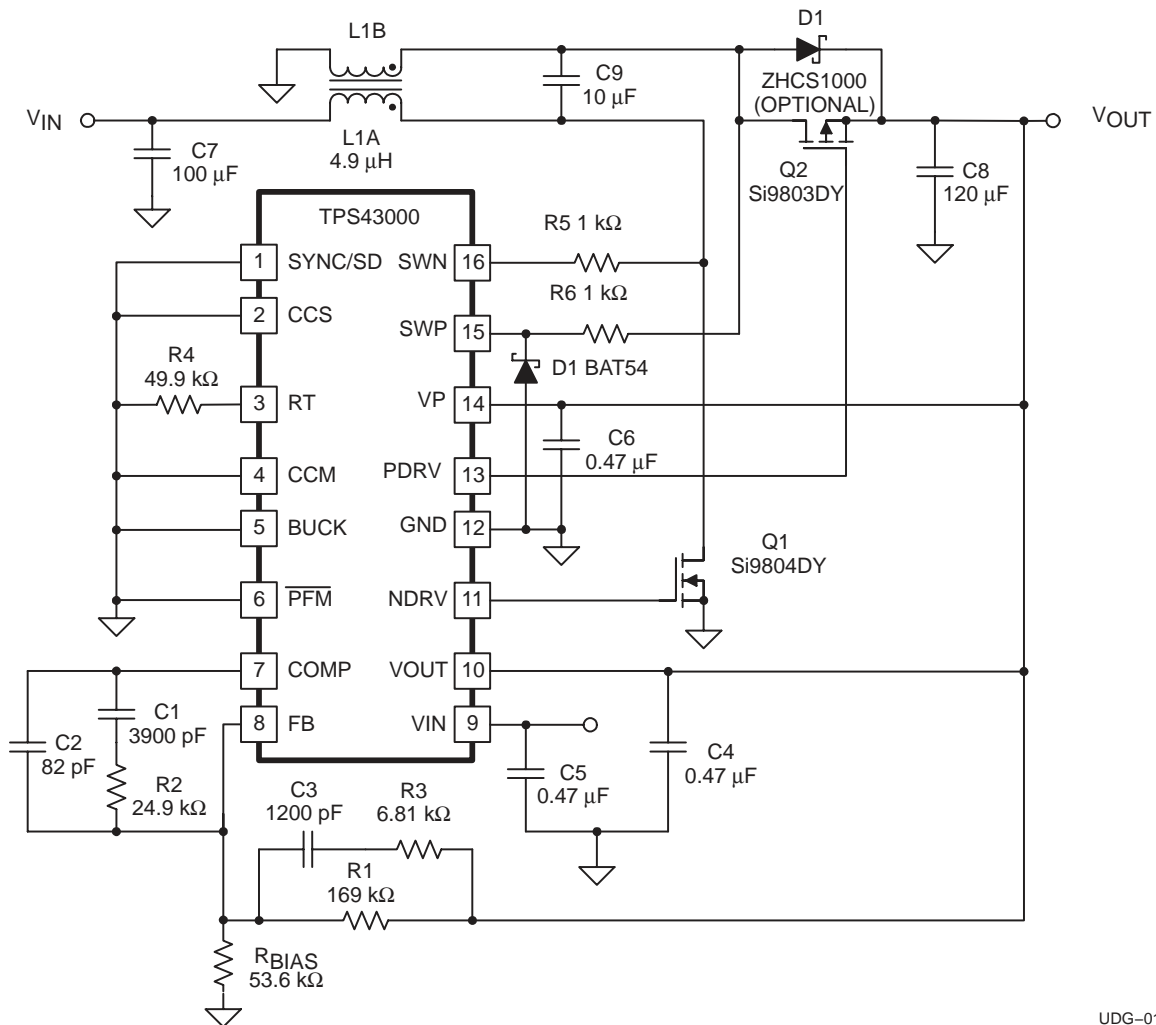 D1
L1B
C9
10 µF
ZHCS1000
(OPTIONAL)
VIN
VOUT
C7
100 µF
L1A
4.9 µH
Q2
Si9803DY
C8
120 µF
TPS43000
R5 1 kΩ
1 SYNC/SD
SWN 16
R6 1 kΩ
2 CCS
SWP 15
R4
49.9 kΩ
D1 BAT54
3 RT
VP 14
C6
0.47 µF
4 CCM
PDRV 13
5 BUCK
GND 12
Q1
Si9804DY
6 PFM
NDRV 11
7 COMP
VOUT 10
C1
3900 pF
8 FB
VIN 9
C2
82 pF
C4
0.47 µF
C5
0.47 µF
R2
24.9 kΩ
C3
1200 pF
R3
6.81 kΩ
R1
169 kΩ
RBIAS
53.6 kΩ
UDG–01